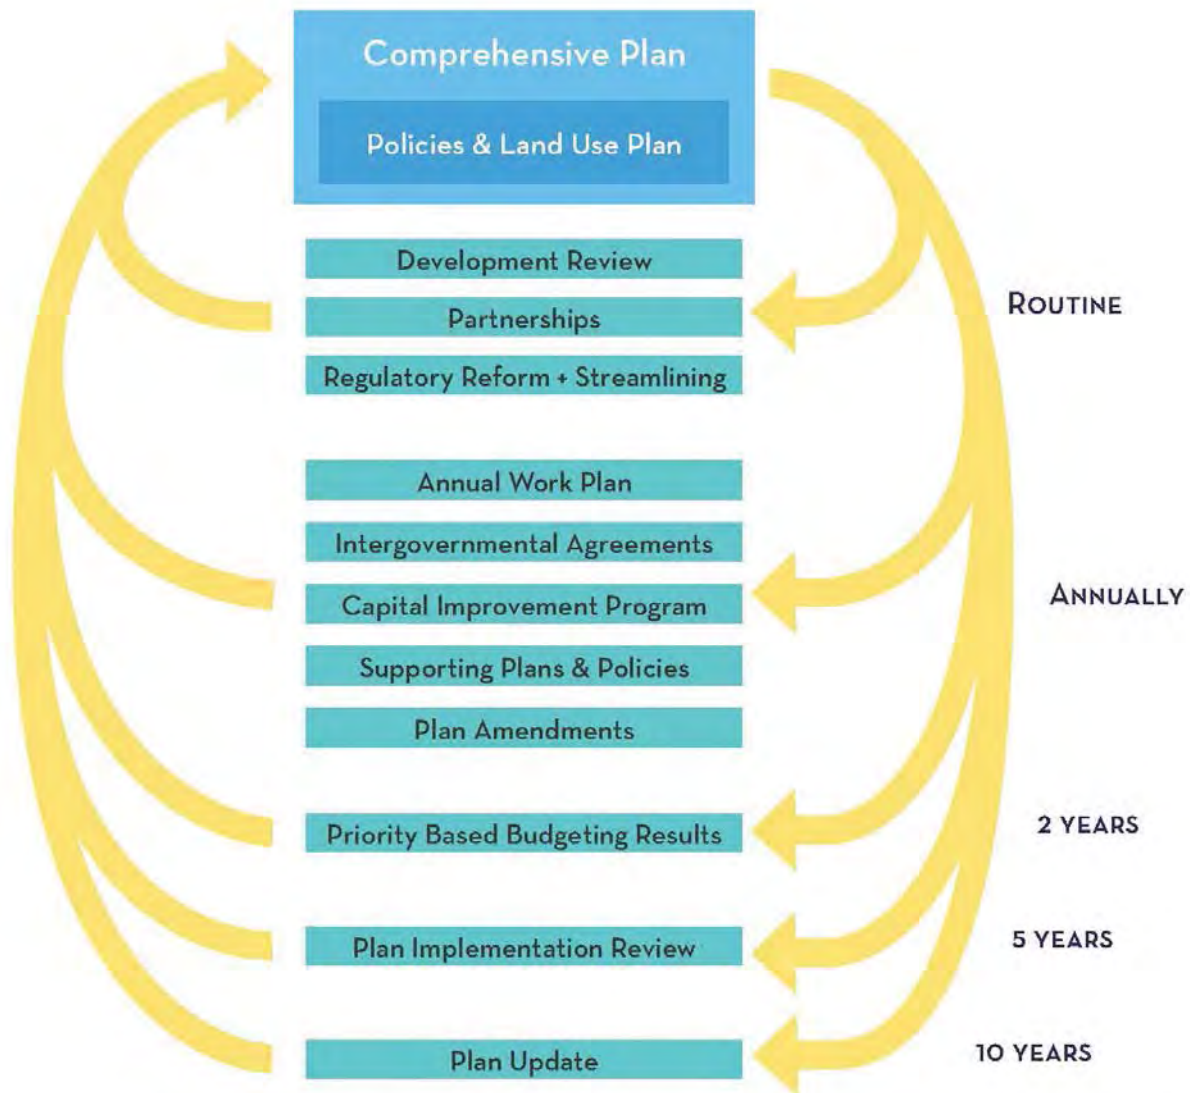 Comprehensive Plan
Policies & Land Use Plan
Development Review
Partnerships
Regulatory Reform + Streamlining
ROUTINE
Annual Work Plan
Intergovernmental Agreements
Capital Improvement Program
Supporting Plans & Policies
Plan Amendments
ANNUALLY
Priority Based Budgeting Results
2 YEARS
Plan Implementation Review
5 YEARS
Plan Update
10 YEARS